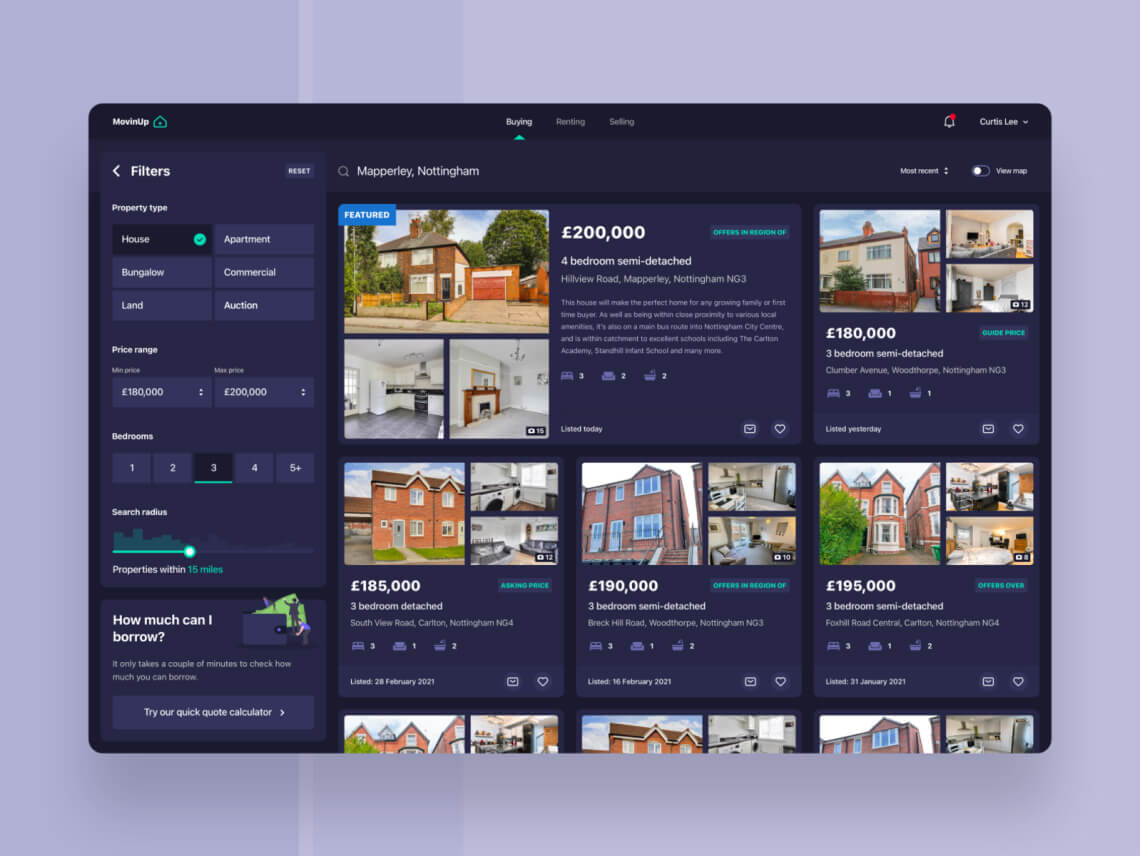 MovinUp
Buying
Renting
Selling
Curtis Lee
Filters
RESET
Property type
House
Apartment
Bungalow
Commercial
Land
Auction
Price range
Min price
Max price
£180,000
£200,000
Bedrooms
1
2
3
4
5+
Search radius
Properties within 15 miles
How much can I
borrow?
It only takes a couple of minutes to check how
much you can borrow.
Try our quick quote calculator
Mapperley, Nottingham
Most recent
View map
FEATURED
15
£200,000
OFFERS IN REGION OF
4 bedroom semi-detached
Hillview Road, Mapperley, Nottingham NG3
This house will make the perfect home for any growing family or first
time buyer. As well as being within close proximity to various local
amenities, it's also on a main bus route into Nottingham City Centre,
and is within catchment to excellent schools including The Carlton
Academy, Standhill Infant School and many more.
3
2
2
Listed today
12
£180,000
GUIDE PRICE
3 bedroom semi-detached
Clumber Avenue, Woodthorpe, Nottingham NG3
3
1
1
Listed yesterday
12
£185,000
ASKING PRICE
3 bedroom detached
South View Road, Carlton, Nottingham NG4
3
1
2
Listed: 28 February 2021
10
£190,000
OFFERS IN REGION OF
3 bedroom semi-detached
Breck Hill Road, Woodthorpe, Nottingham NG3
3
1
2
Listed: 16 February 2021
8
£195,000
OFFERS OVER
3 bedroom semi-detached
Foxhill Road Central, Carlton, Nottingham NG4
3
1
2
Listed: 31 January 2021